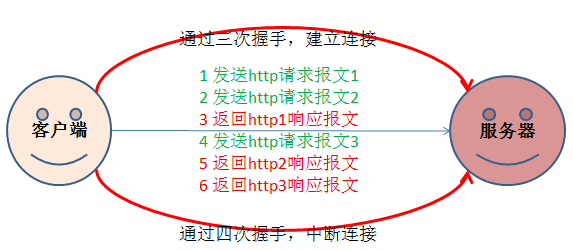 通过三次握手，建立连接
1 发送http请求报文1
2 发送http请求报文2
3 返回http1响应报文
客户端
服务器
4 发送http请求报文3
5 返回http2响应报文
6 返回http3响应报文
通过四次握手，中断连接